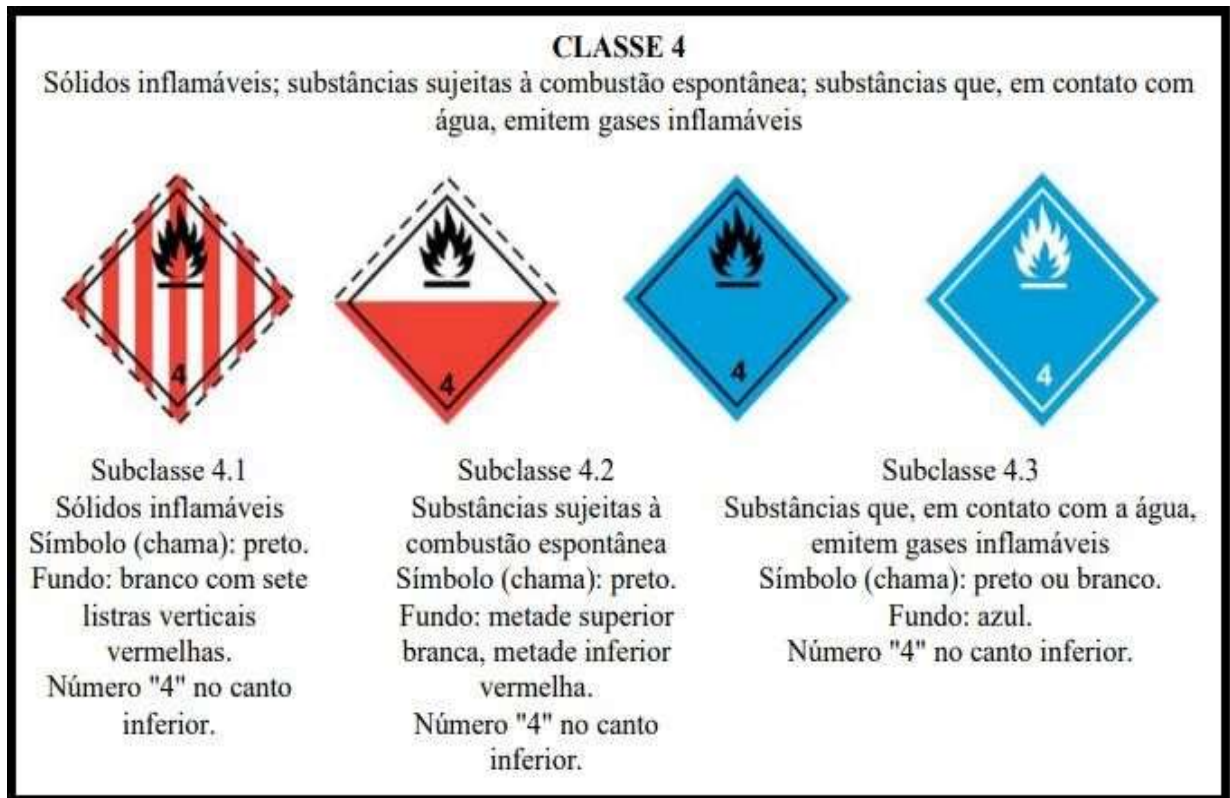 CLASSE 4
Sólidos inflamáveis; substâncias sujeitas à combustão espontânea; substâncias que, em contato com
água, emitem gases inflamáveis
4
4
4
4
Subclasse 4.1
Sólidos inflamáveis
Símbolo (chama): preto.
Fundo: branco com sete
listras verticais
vermelhas.
Número "4" no canto
inferior.
Subclasse 4.2
Substâncias sujeitas à
combustão espontânea
Símbolo (chama): preto.
Fundo: metade superior
branca, metade inferior
vermelha.
Número "4" no canto
inferior.
Subclasse 4.3
Substâncias que, em contato com a água,
emitem gases inflamáveis
Símbolo (chama): preto ou branco.
Fundo: azul.
Número "4" no canto inferior.